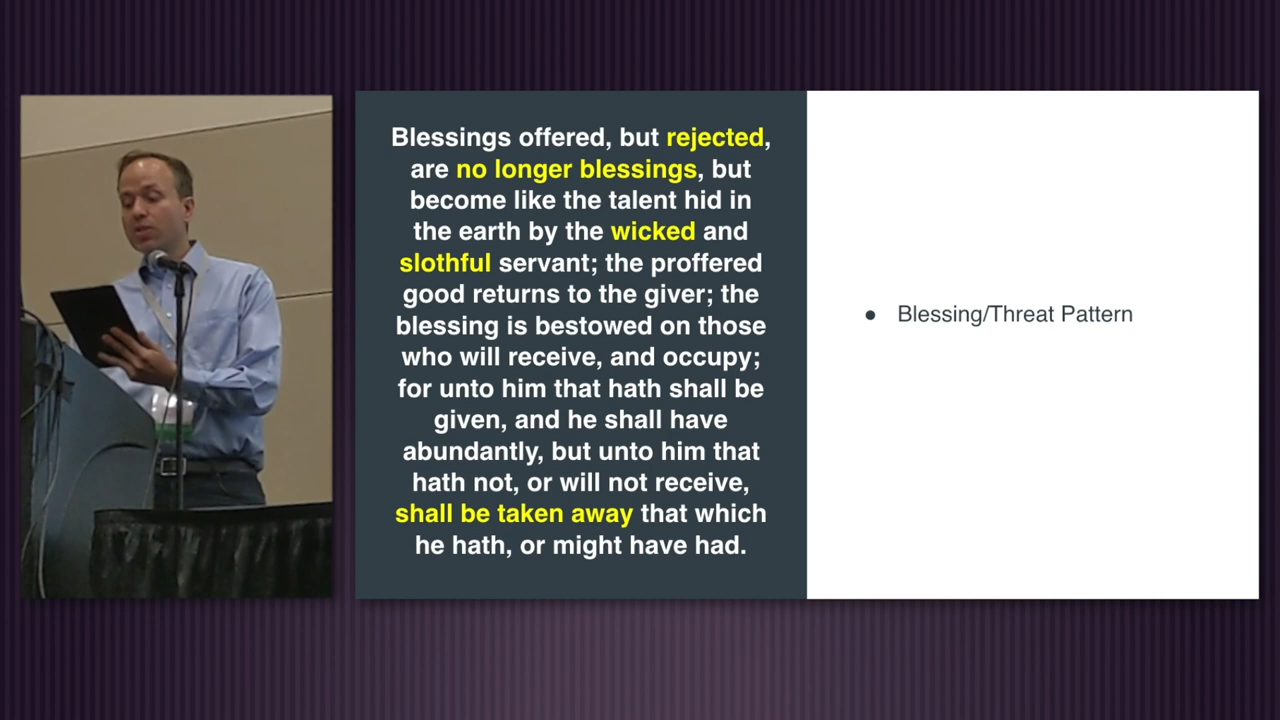 Blessings offered, but rejected,
are no longer blessings, but
become like the talent hid in
the earth by the wicked and
slothful servant; the proffered
good returns to the giver; the
blessing is bestowed on those
who will receive, and occupy;
for unto him that hath shall be
given, and he shall have
abundantly, but unto him that
hath not, or will not receive,
shall be taken away that which
he hath, or might have had.
● Blessing/Threat Pattern